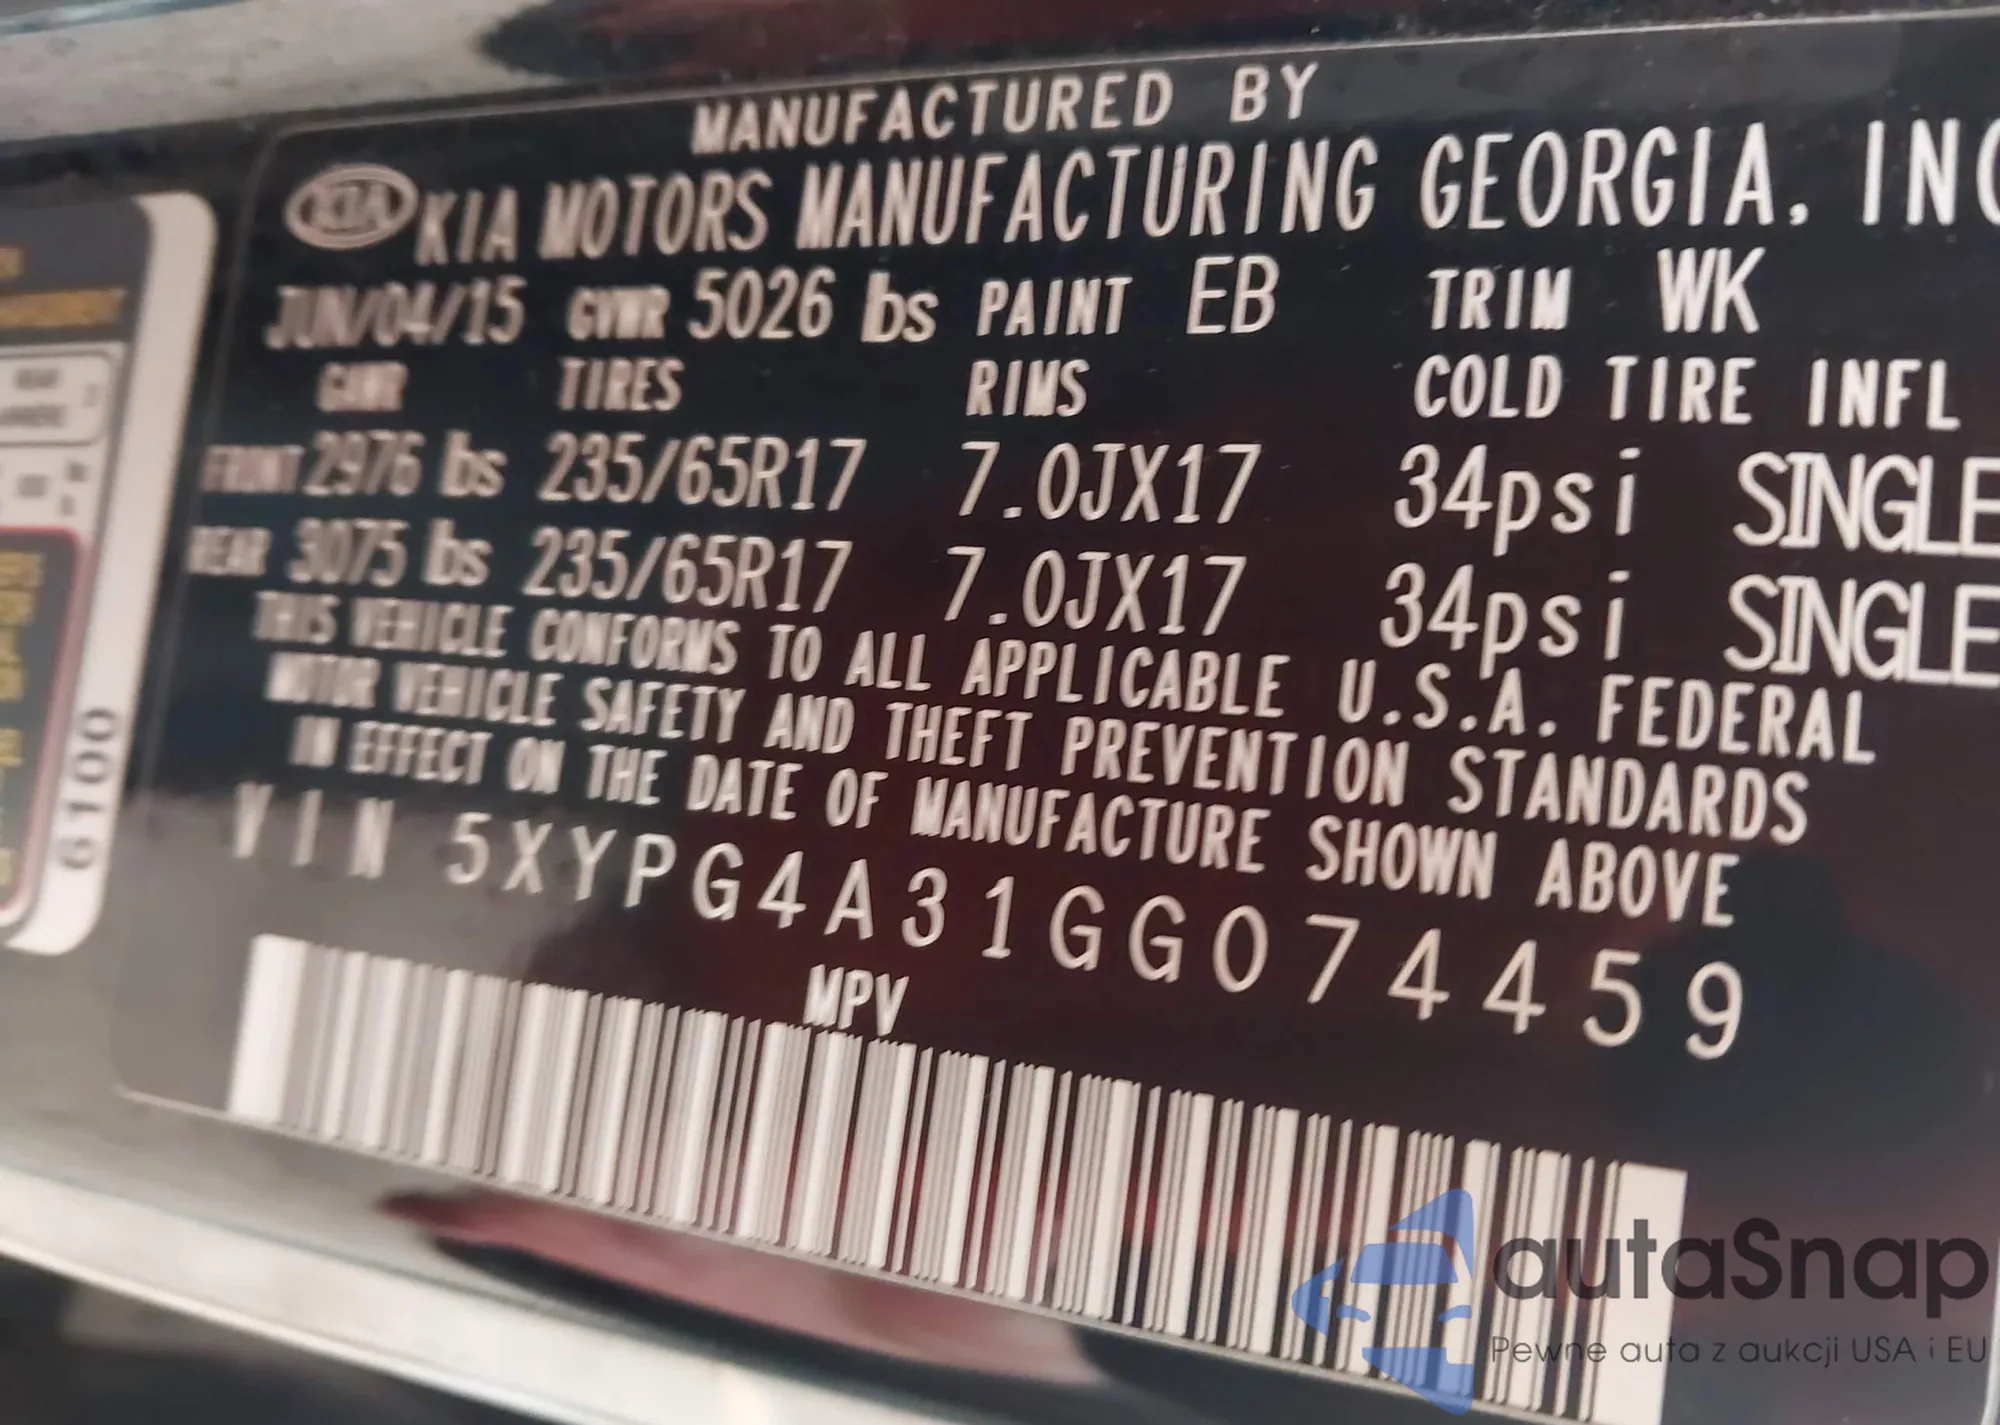 MANUFACTURED BY
KIA KIA MOTORS MANUFACTURING GEORGIA, INC
JUN/04/15 GVWR 5026 lbs PAINT EB TRIM WK
GAWR TIRES RIMS COLD TIRE INFL
FRONT 2976 lbs 235/65R17 7.0JX17 34psi SINGLE
REAR 3075 lbs 235/65R17 7.0JX17 34psi SINGLE
THIS VEHICLE CONFORMS TO ALL APPLICABLE U.S.A. FEDERAL
MOTOR VEHICLE SAFETY AND THEFT PREVENTION STANDARDS
IN EFFECT ON THE DATE OF MANUFACTURE SHOWN ABOVE
VIN 5XYPG4A31GG074459
MPV
REAR
6100
autaSnap
Pewne auta z aukcji USA i EU